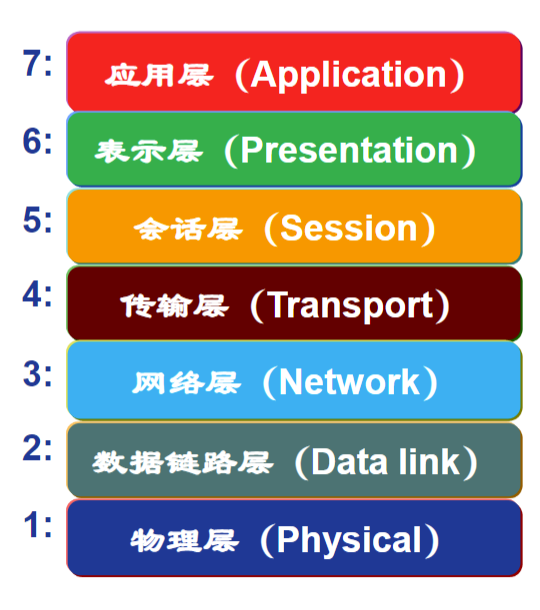 7: 应用层（Application）
6: 表示层（Presentation）
5: 会话层（Session）
4: 传输层（Transport）
3: 网络层（Network）
2: 数据链路层（Data link）
1: 物理层（Physical）